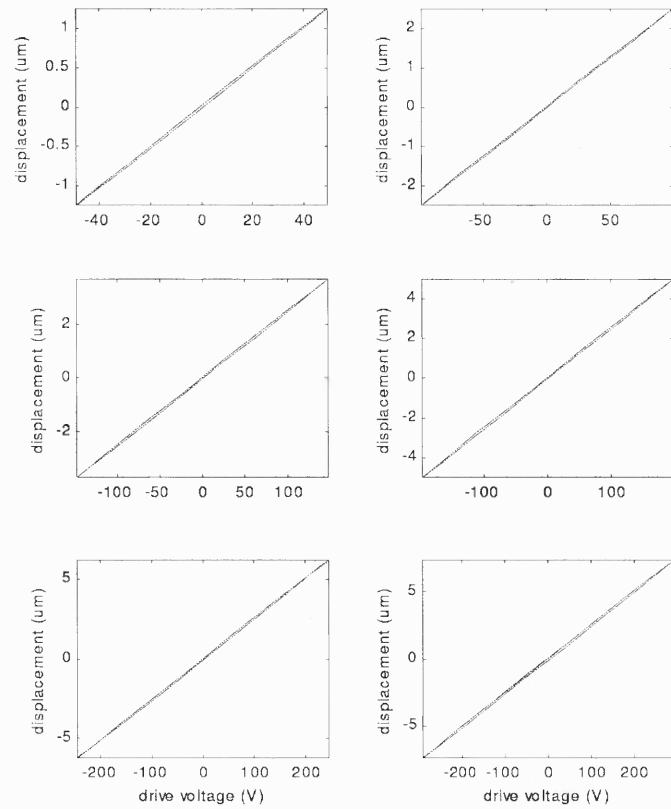 displacement (um)
1
0.5
0
-0.5
-1
-40 -20 0 20 40
displacement (um)
2
1
0
-1
-2
-50 0 50
displacement (um)
2
0
-2
-100 -50 0 50 100
displacement (um)
4
2
0
-2
-4
-100 0 100
displacement (um)
5
0
-5
-200 -100 0 100 200
drive voltage (V)
displacement (um)
5
0
-5
-200 -100 0 100 200
drive voltage (V)